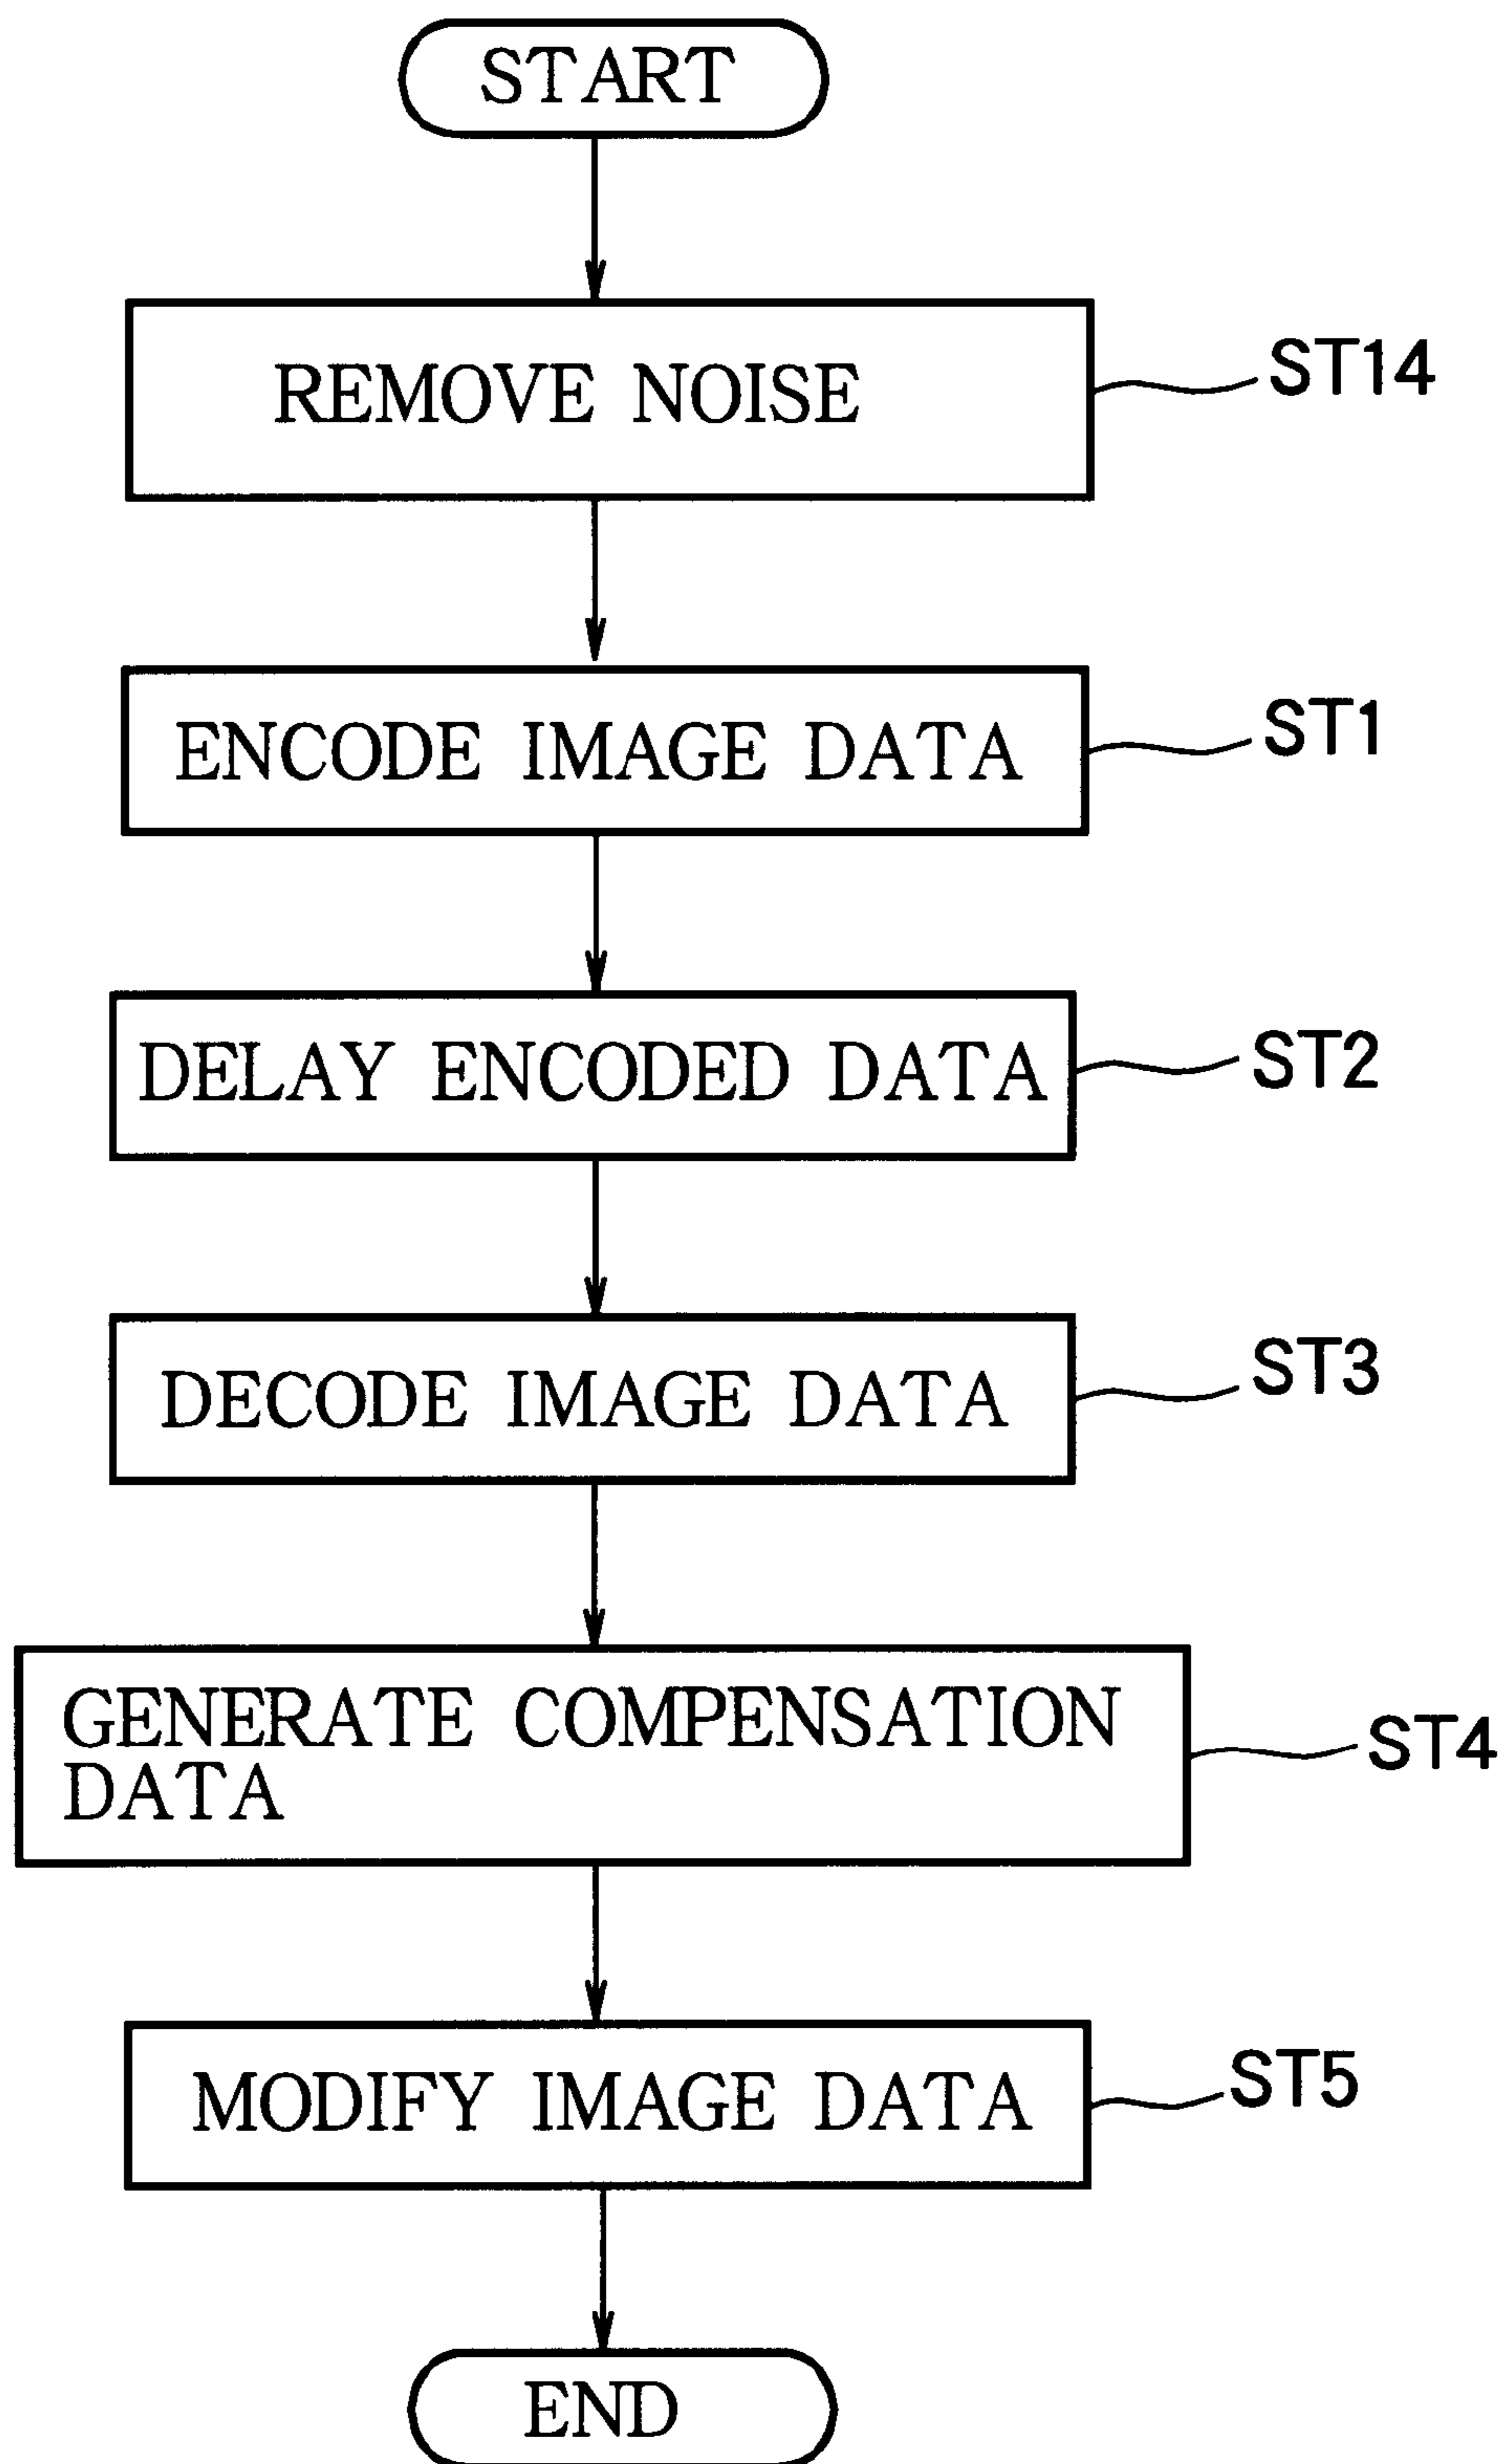 START
REMOVE NOISE
ST14
ENCODE IMAGE DATA
ST1
DELAY ENCODED DATA
ST2
DECODE IMAGE DATA
ST3
GENERATE COMPENSATION
DATA
ST4
MODIFY IMAGE DATA
ST5
END